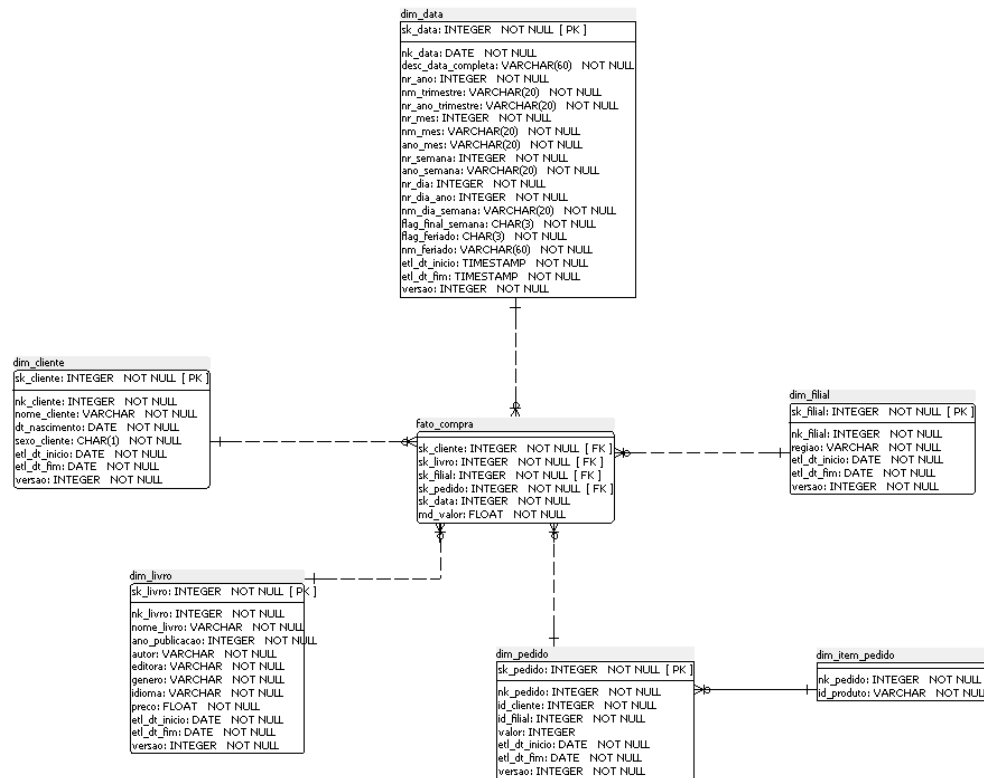 dim_data
sk_data: INTEGER NOT NULL [ PK ]
nk_data: DATE NOT NULL
desc_data_completa: VARCHAR(60) NOT NULL
nr_ano: INTEGER NOT NULL
nm_trimestre: VARCHAR(20) NOT NULL
nr_ano_trimestre: VARCHAR(20) NOT NULL
nr_mes: INTEGER NOT NULL
nm_mes: VARCHAR(20) NOT NULL
ano_mes: VARCHAR(20) NOT NULL
nr_semana: INTEGER NOT NULL
ano_semana: VARCHAR(20) NOT NULL
nr_dia: INTEGER NOT NULL
nr_dia_ano: INTEGER NOT NULL
nm_dia_semana: VARCHAR(20) NOT NULL
flag_final_semana: CHAR(3) NOT NULL
flag_feriado: CHAR(3) NOT NULL
nm_feriado: VARCHAR(60) NOT NULL
etl_dt_inicio: TIMESTAMP NOT NULL
etl_dt_fim: TIMESTAMP NOT NULL
versao: INTEGER NOT NULL
dim_cliente
sk_cliente: INTEGER NOT NULL [ PK ]
nk_cliente: INTEGER NOT NULL
nome_cliente: VARCHAR NOT NULL
dt_nascimento: DATE NOT NULL
sexo_cliente: CHAR(1) NOT NULL
etl_dt_inicio: DATE NOT NULL
etl_dt_fim: DATE NOT NULL
versao: INTEGER NOT NULL
fato_compra
sk_cliente: INTEGER NOT NULL [ FK ]
sk_livro: INTEGER NOT NULL [ FK ]
sk_filial: INTEGER NOT NULL [ FK ]
sk_pedido: INTEGER NOT NULL [ FK ]
sk_data: INTEGER NOT NULL
md_valor: FLOAT NOT NULL
dim_filial
sk_filial: INTEGER NOT NULL [ PK ]
nk_filial: INTEGER NOT NULL
regiao: VARCHAR NOT NULL
etl_dt_inicio: DATE NOT NULL
etl_dt_fim: DATE NOT NULL
versao: INTEGER NOT NULL
dim_livro
sk_livro: INTEGER NOT NULL [ PK ]
nk_livro: INTEGER NOT NULL
nome_livro: VARCHAR NOT NULL
ano_publicacao: INTEGER NOT NULL
autor: VARCHAR NOT NULL
editora: VARCHAR NOT NULL
genero: VARCHAR NOT NULL
idioma: VARCHAR NOT NULL
preco: FLOAT NOT NULL
etl_dt_inicio: DATE NOT NULL
etl_dt_fim: DATE NOT NULL
versao: INTEGER NOT NULL
dim_pedido
sk_pedido: INTEGER NOT NULL [ PK ]
nk_pedido: INTEGER NOT NULL
id_cliente: INTEGER NOT NULL
id_filial: INTEGER NOT NULL
valor: INTEGER
etl_dt_inicio: DATE NOT NULL
etl_dt_fim: DATE NOT NULL
versao: INTEGER NOT NULL
dim_item_pedido
nk_pedido: INTEGER NOT NULL
id_produto: VARCHAR NOT NULL